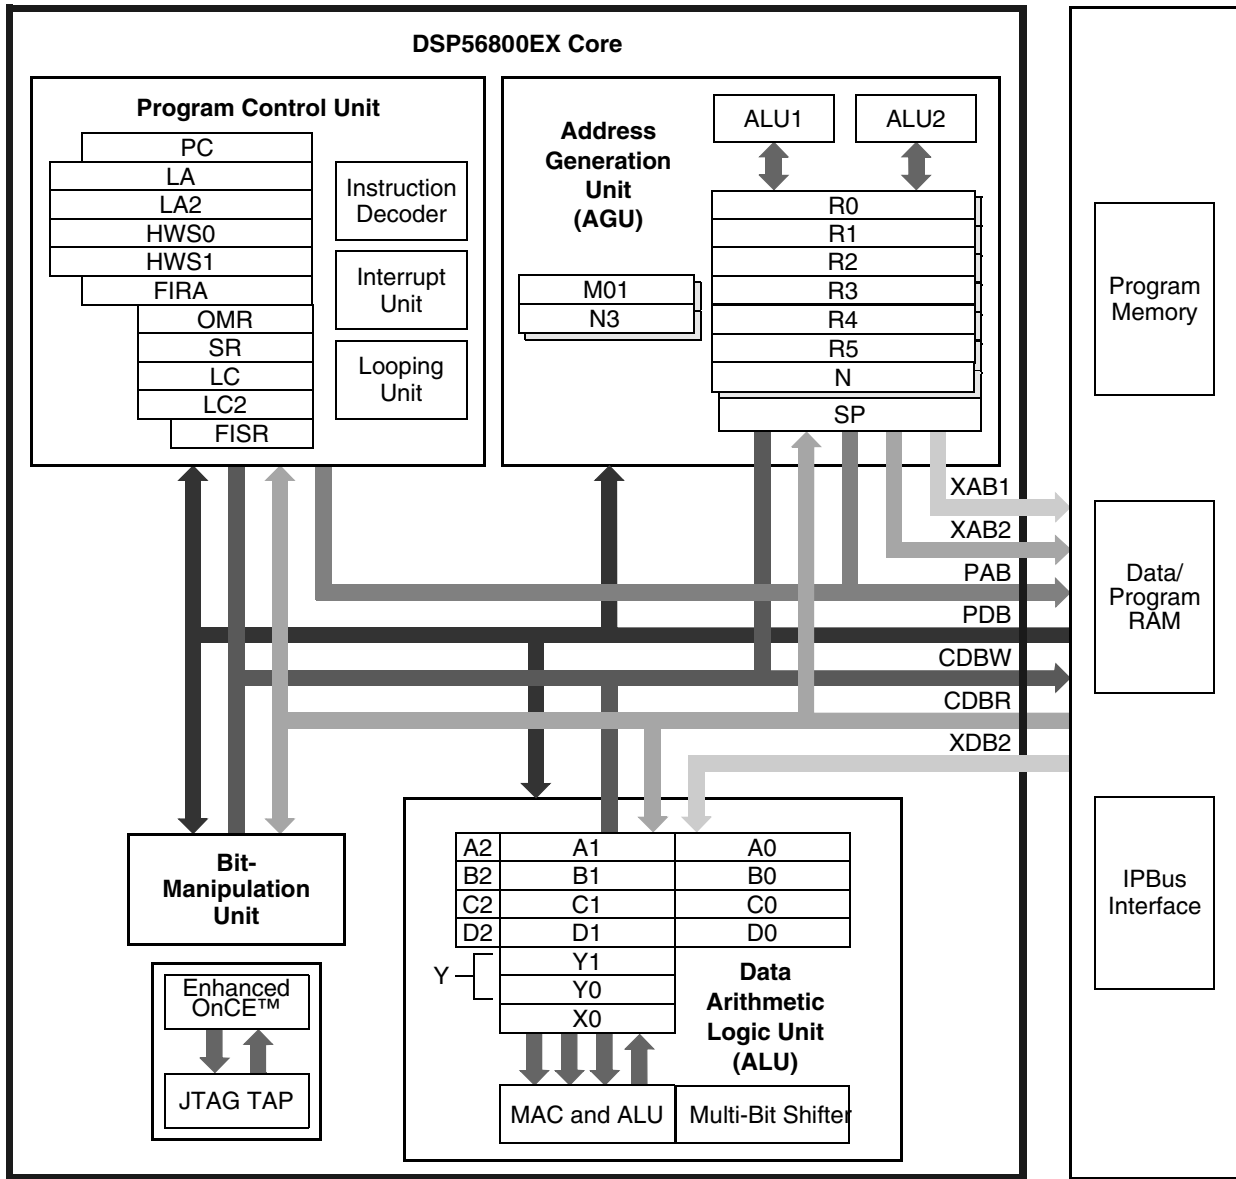 DSP56800EX Core
Program Control Unit
PC
LA
LA2
HWS0
HWS1
FIRA
OMR
SR
LC
LC2
FISR
Instruction
Decoder
Interrupt
Unit
Looping
Unit
Address
Generation
Unit
(AGU)
ALU1
ALU2
R0
R1
R2
R3
R4
R5
N
SP
M01
N3
XAB1
XAB2
PAB
PDB
CDBW
CDBR
XDB2
Program
Memory
Data/
Program
RAM
IPBus
Interface
Bit-
Manipulation
Unit
Enhanced
OnCE™
JTAG TAP
A2 A1 A0
B2 B1 B0
C2 C1 C0
D2 D1 D0
Y
Y1
Y0
X0
Data
Arithmetic
Logic Unit
(ALU)
MAC and ALU
Multi-Bit Shifter